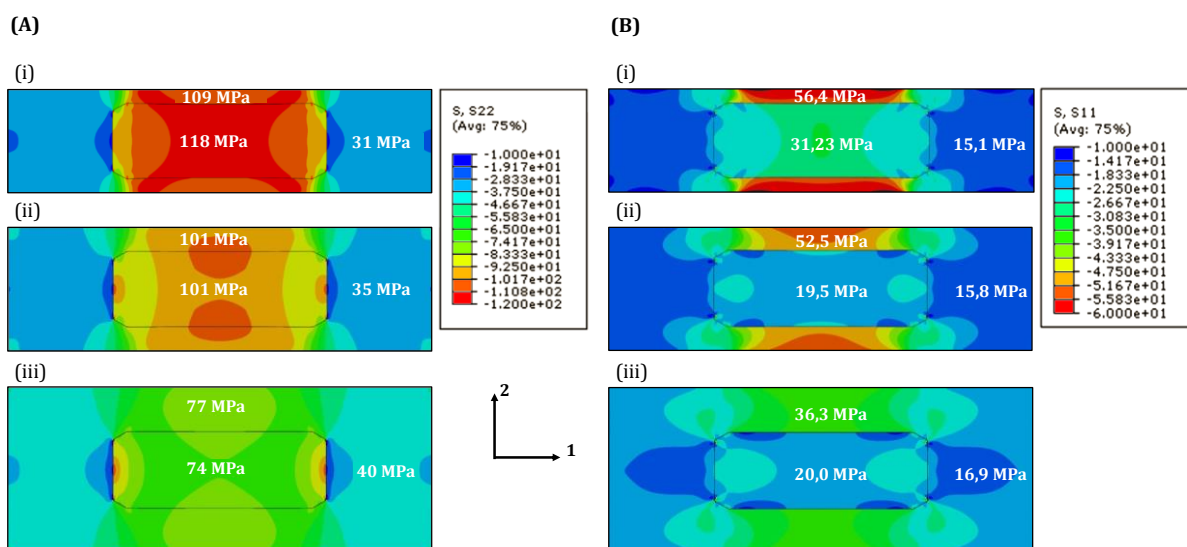 (A)
(i)
109 MPa
118 MPa
31 MPa
S, S22
(Avg: 75%)
-1.000e+01
-1.917e+01
-2.833e+01
-3.750e+01
-4.667e+01
-5.583e+01
-6.500e+01
-7.417e+01
-8.333e+01
-9.250e+01
-1.017e+02
-1.108e+02
-1.200e+02
(ii)
101 MPa
101 MPa
35 MPa
(iii)
77 MPa
74 MPa
40 MPa
2
1
(B)
(i)
56,4 MPa
31,23 MPa
15,1 MPa
S, S11
(Avg: 75%)
-1.000e+01
-1.417e+01
-1.833e+01
-2.250e+01
-2.667e+01
-3.083e+01
-3.500e+01
-3.917e+01
-4.333e+01
-4.750e+01
-5.167e+01
-5.583e+01
-6.000e+01
(ii)
52,5 MPa
19,5 MPa
15,8 MPa
(iii)
36,3 MPa
20,0 MPa
16,9 MPa